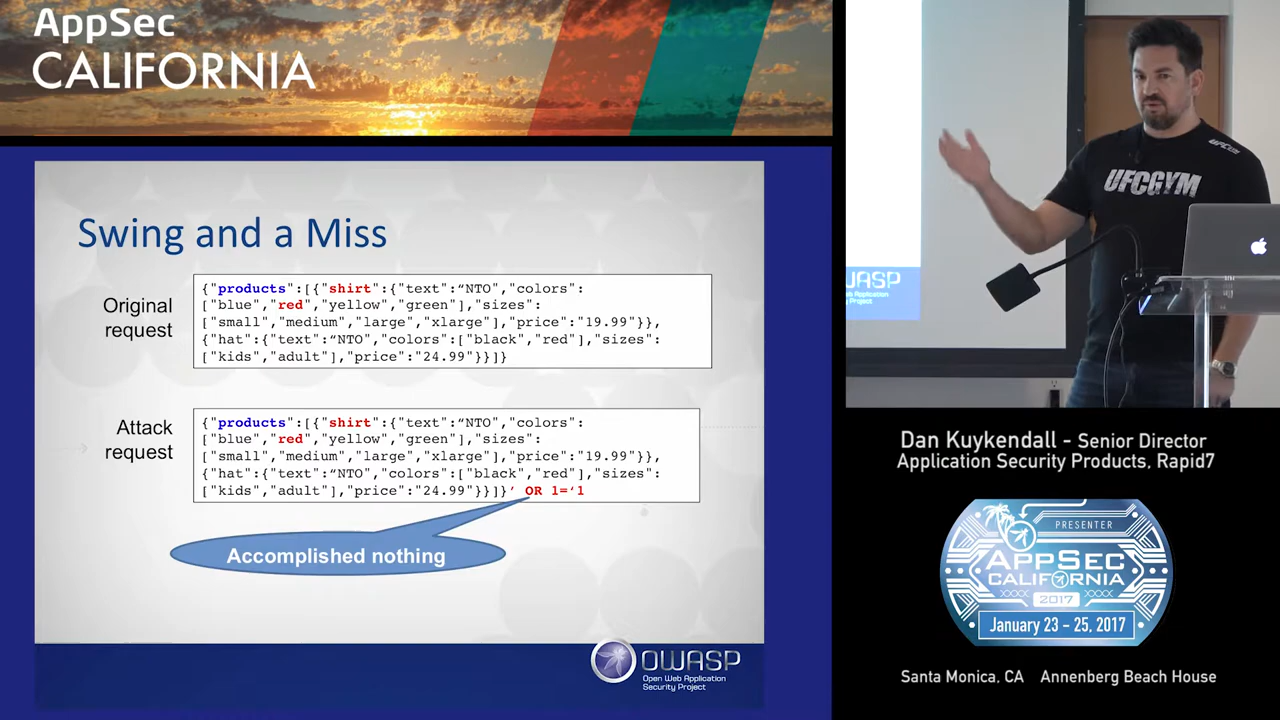 AppSec
CALIFORNIA
Swing and a Miss
Original
request
{"products":[{"shirt":{"text":“NTO","colors":
["blue","red","yellow","green"],"sizes":
["small","medium","large","xlarge"],"price":"19.99"}},
{"hat":{"text":“NTO","colors":["black","red"],"sizes":
["kids","adult"],"price":"24.99"}}]}
Attack
request
{"products":[{"shirt":{"text":“NTO","colors":
["blue","red","yellow","green"],"sizes":
["small","medium","large","xlarge"],"price":"19.99"}},
{"hat":{"text":“NTO","colors":["black","red"],"sizes":
["kids","adult"],"price":"24.99"}}]}’ OR 1=‘1
Accomplished nothing
OWASP
Open Web Application
Security Project
UFCGYM
UFCGYM
WASP
b Application
Project
Dan Kuykendall - Senior Director
Application Security Products, Rapid7
PRESENTER
APPSEC
CALIFORNIA
2017
January 23 - 25, 2017
Santa Monica, CA Annenberg Beach House